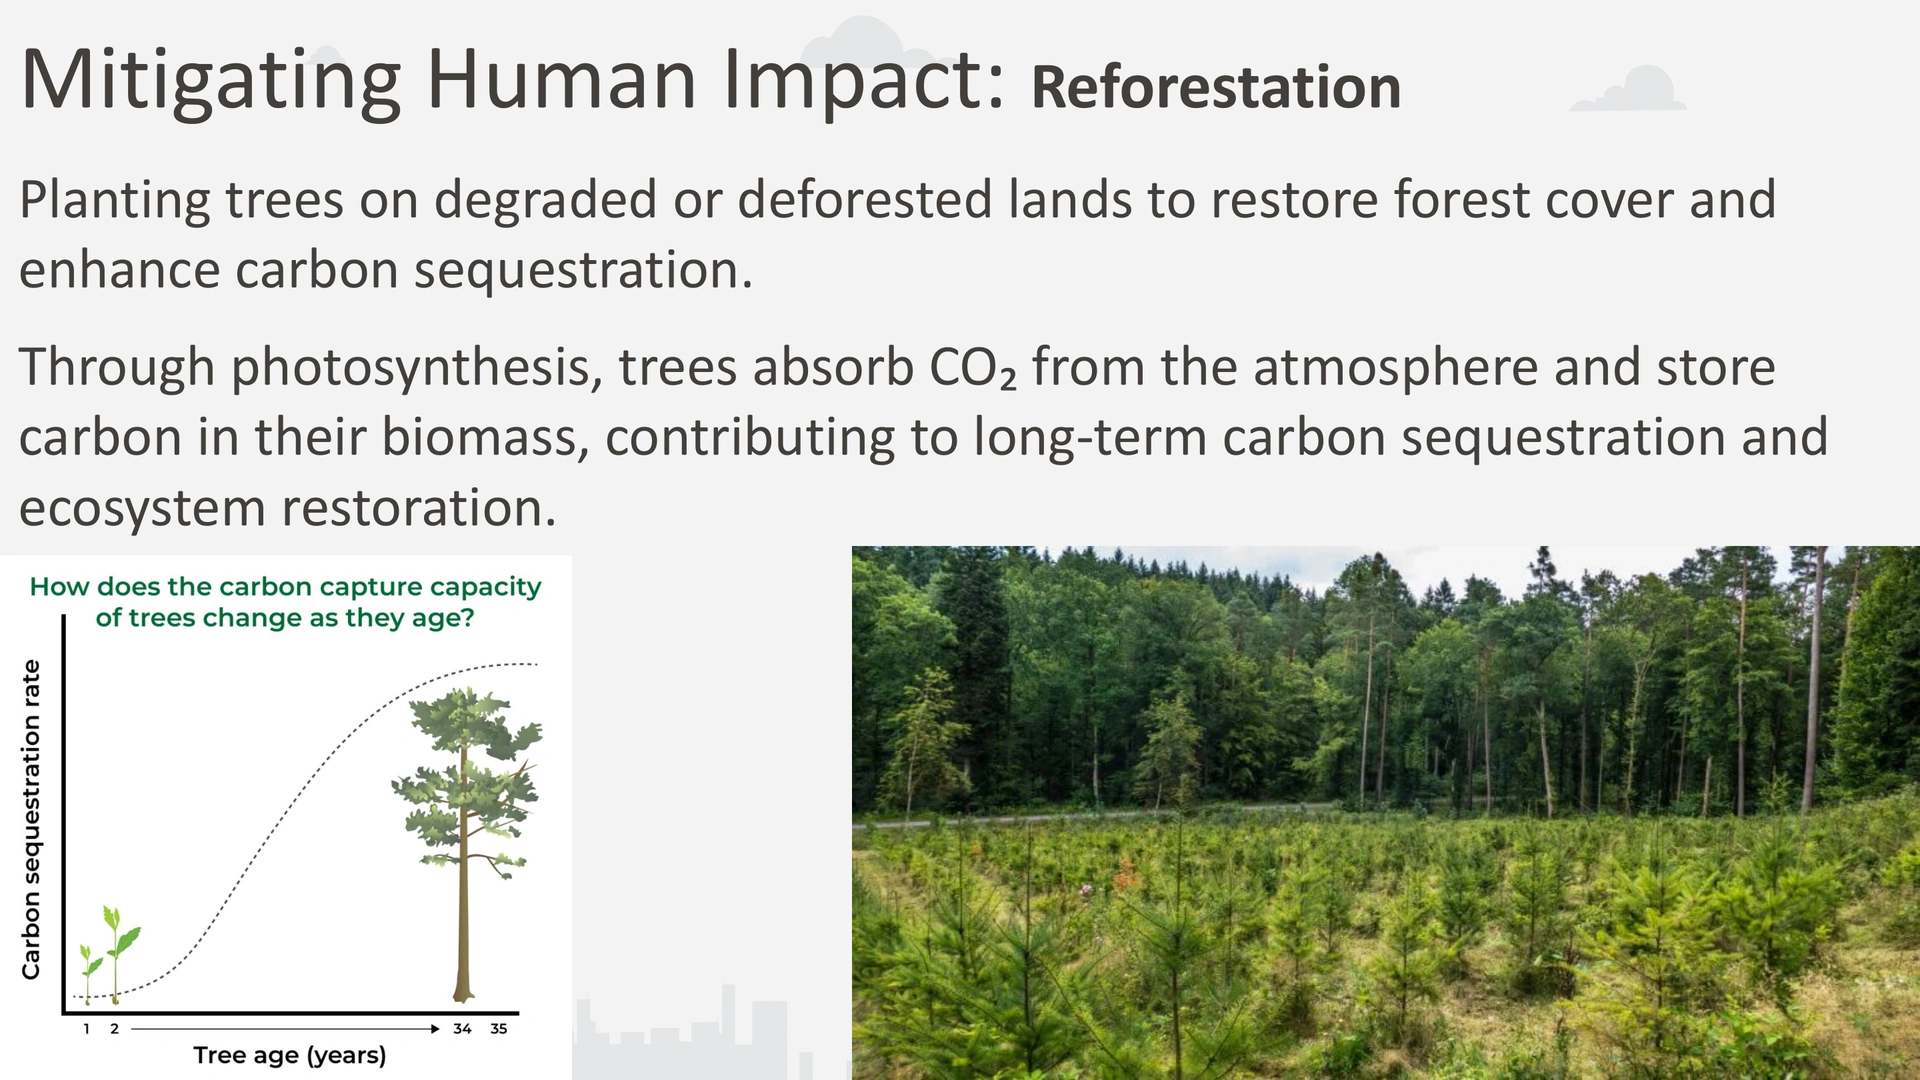 Mitigating Human Impact: Reforestation
Planting trees on degraded or deforested lands to restore forest cover and
enhance carbon sequestration.
Through photosynthesis, trees absorb CO₂ from the atmosphere and store
carbon in their biomass, contributing to long-term carbon sequestration and
ecosystem restoration.
How does the carbon capture capacity
of trees change as they age?
Carbon sequestration rate
1 2 34 35
Tree age (years)